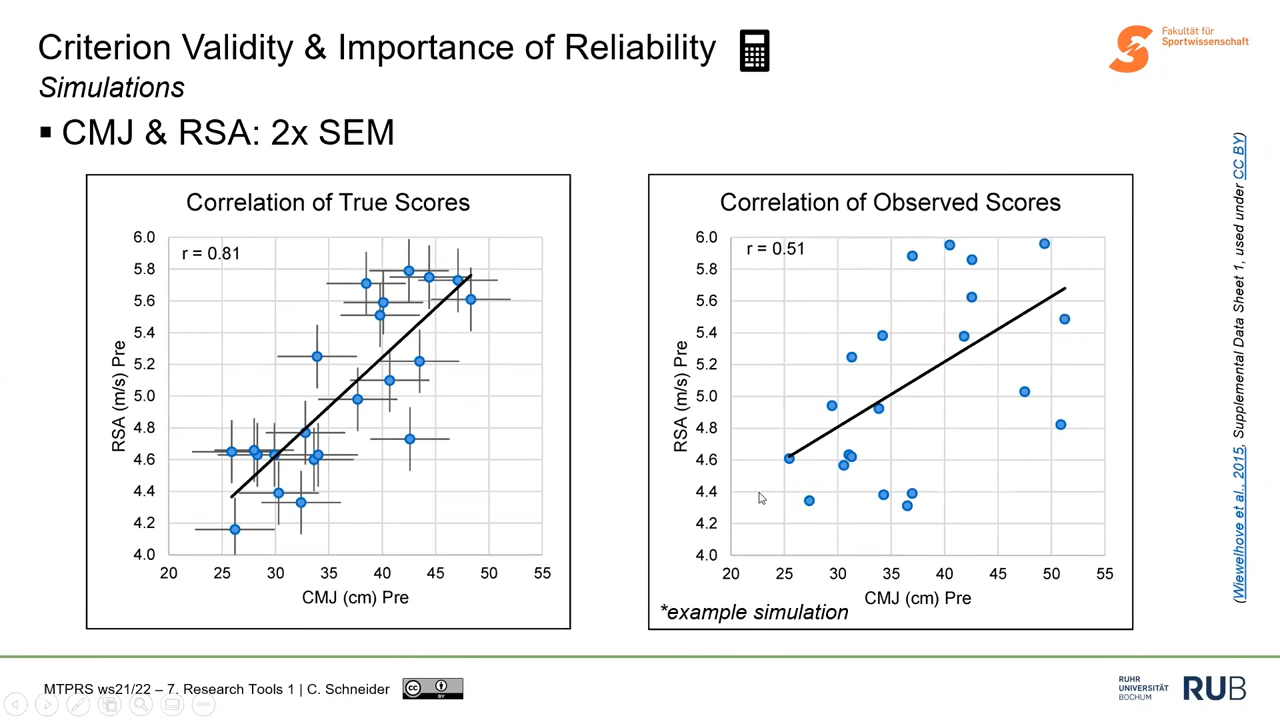 Criterion Validity & Importance of Reliability
Simulations
▪ CMJ & RSA: 2x SEM
Fakultät für
Sportwissenschaft
Correlation of True Scores
r = 0.81
6.0
5.8
5.6
5.4
5.2
5.0
4.8
4.6
4.4
4.2
4.0
RSA (m/s) Pre
20 25 30 35 40 45 50 55
CMJ (cm) Pre
Correlation of Observed Scores
r = 0.51
6.0
5.8
5.6
5.4
5.2
5.0
4.8
4.6
4.4
4.2
4.0
RSA (m/s) Pre
20 25 30 35 40 45 50 55
CMJ (cm) Pre
*example simulation
(Wiewelhove et al., 2015, Supplemental Data Sheet 1, used under CC BY)
MTPRS ws21/22 – 7. Research Tools 1 | C. Schneider
cc BY
RUHR
UNIVERSITÄT
BOCHUM
RUB